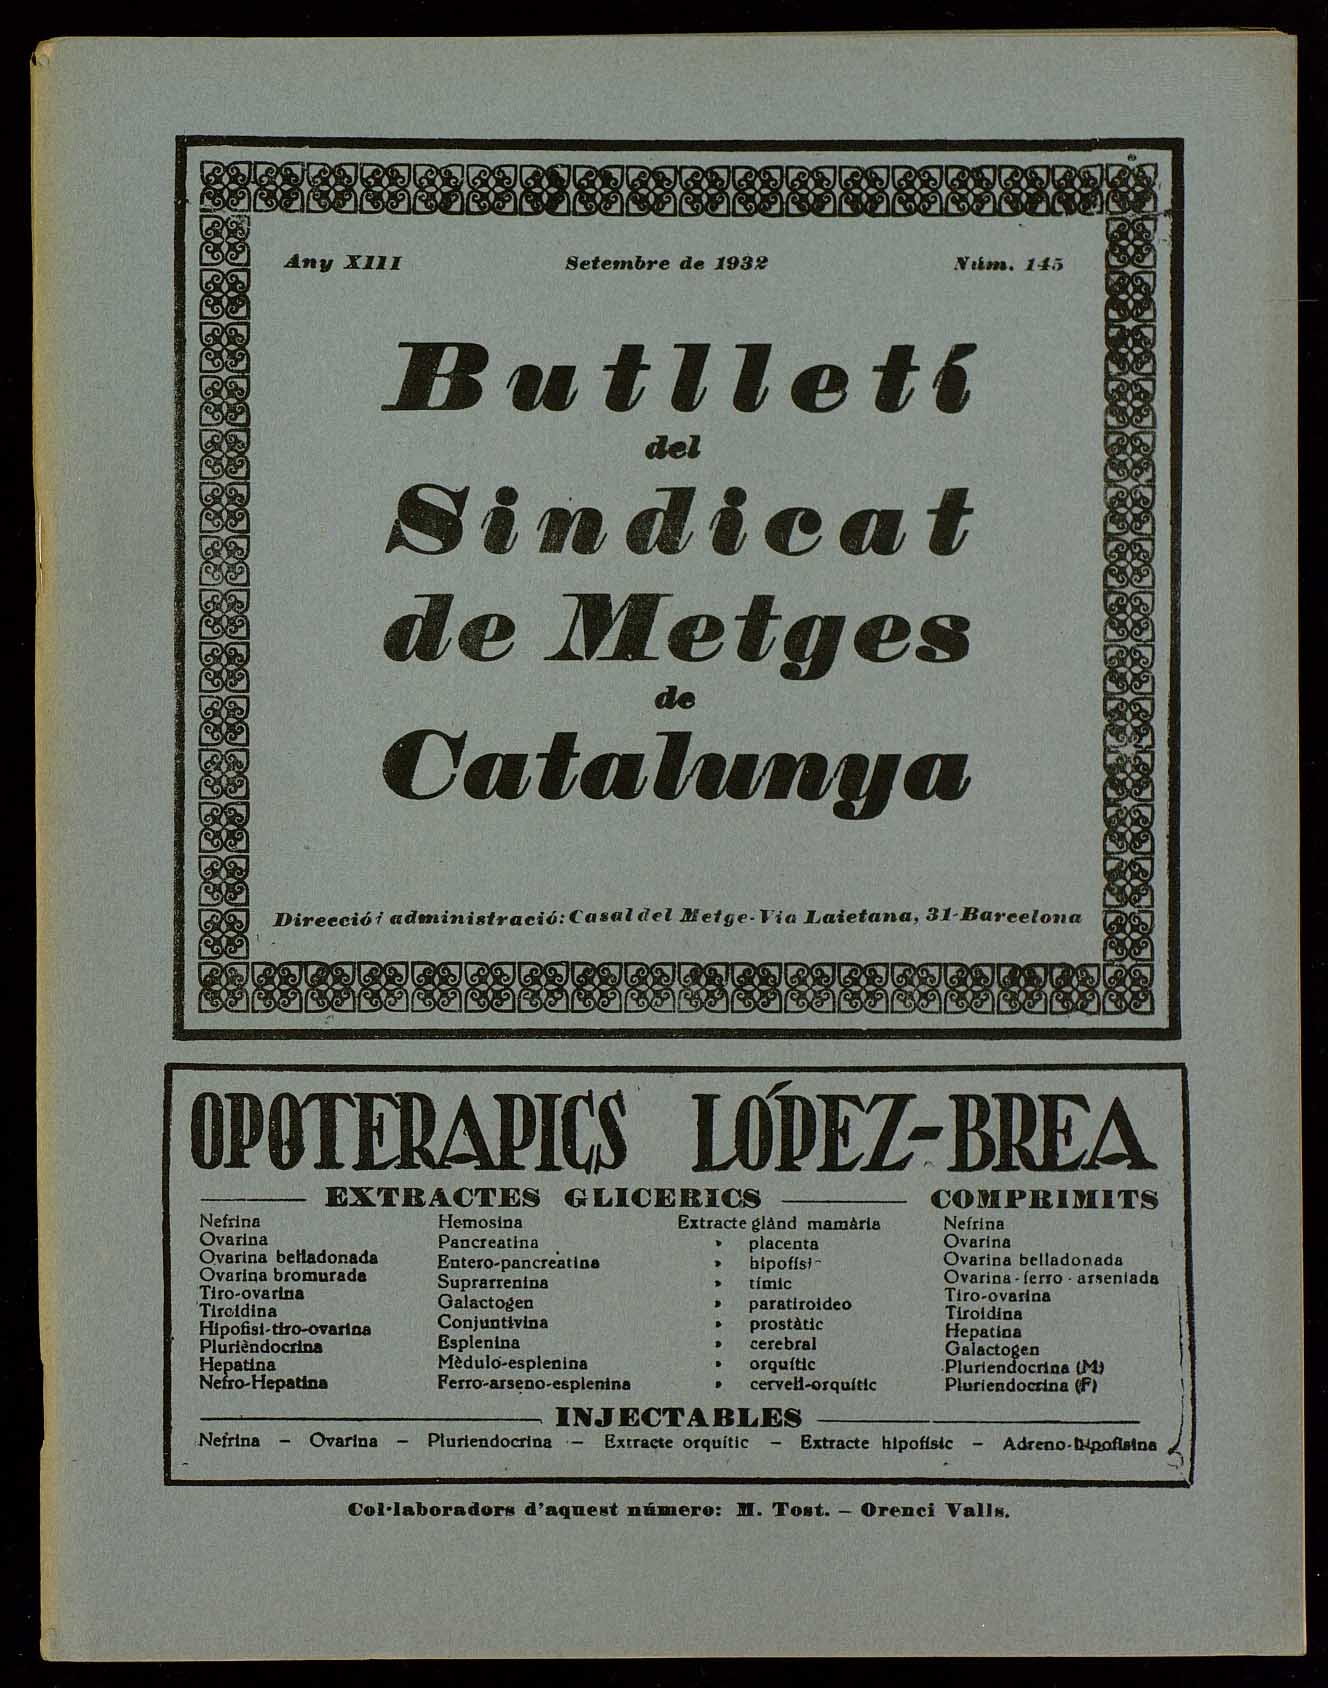 Any XIII Setembre de 1932 Núm. 145
Butlletí
del
Sindicat
de Metges
de
Catalunya
Direcció i administració: Casal del Metge - Via Laietana, 31 - Barcelona
OPOTERAPICS LÓPEZ-BREA
EXTRACTES GLICERICS
Nefrina
Ovarina
Ovarina belladonada
Ovarina bromurada
Tiro-ovarina
Tiroidina
Hipofisi-tiro-ovarina
Plurièndocrina
Hepatina
Nefro-Hepatina
Hemosina
Pancreatina
Entero-pancreatina
Suprarrenina
Galactogen
Conjuntivina
Esplenina
Mèdulo-esplenina
Ferro-arseno-esplenina
Extracte glànd mamària
» placenta
» hipofisi
» timic
» paratiroideo
» prostàtic
» cerebral
» orquític
» cervell-orquític
COMPRIMITS
Nefrina
Ovarina
Ovarina belladonada
Ovarina - ferro - arseniada
Tiro-ovarina
Tiroidina
Hepatina
Galactogen
Pluriendocrina (M)
Pluriendocrina (F)
INJECTABLES
Nefrina — Ovarina — Pluriendocrina — Extracte orquític — Extracte hipofísic — Adreno-hipofisina
Col·laboradors d'aquest número: M. Tost. — Orenci Valls.